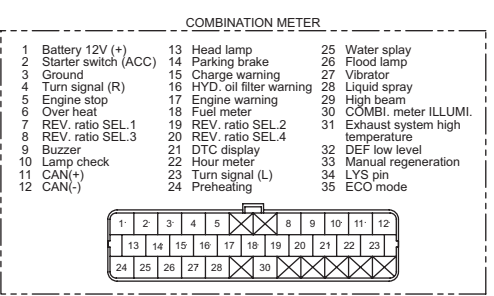 COMBINATION METER
1 Battery 12V (+)
2 Starter switch (ACC)
3 Ground
4 Turn signal (R)
5 Engine stop
6 Over heat
7 REV. ratio SEL.1
8 REV. ratio SEL.3
9 Buzzer
10 Lamp check
11 CAN(+)
12 CAN(-)
13 Head lamp
14 Parking brake
15 Charge warning
16 HYD. oil filter warning
17 Engine warning
18 Fuel meter
19 REV. ratio SEL.2
20 REV. ratio SEL.4
21 DTC display
22 Hour meter
23 Turn signal (L)
24 Preheating
25 Water splay
26 Flood lamp
27 Vibrator
28 Liquid spray
29 High beam
30 COMBI. meter ILLUMI.
31 Exhaust system high
temperature
32 DEF low level
33 Manual regeneration
34 LYS pin
35 ECO mode
1 2 3 4 5 8 9 10 11 12
13 14 15 16 17 18 19 20 21 22 23
24 25 26 27 28 30